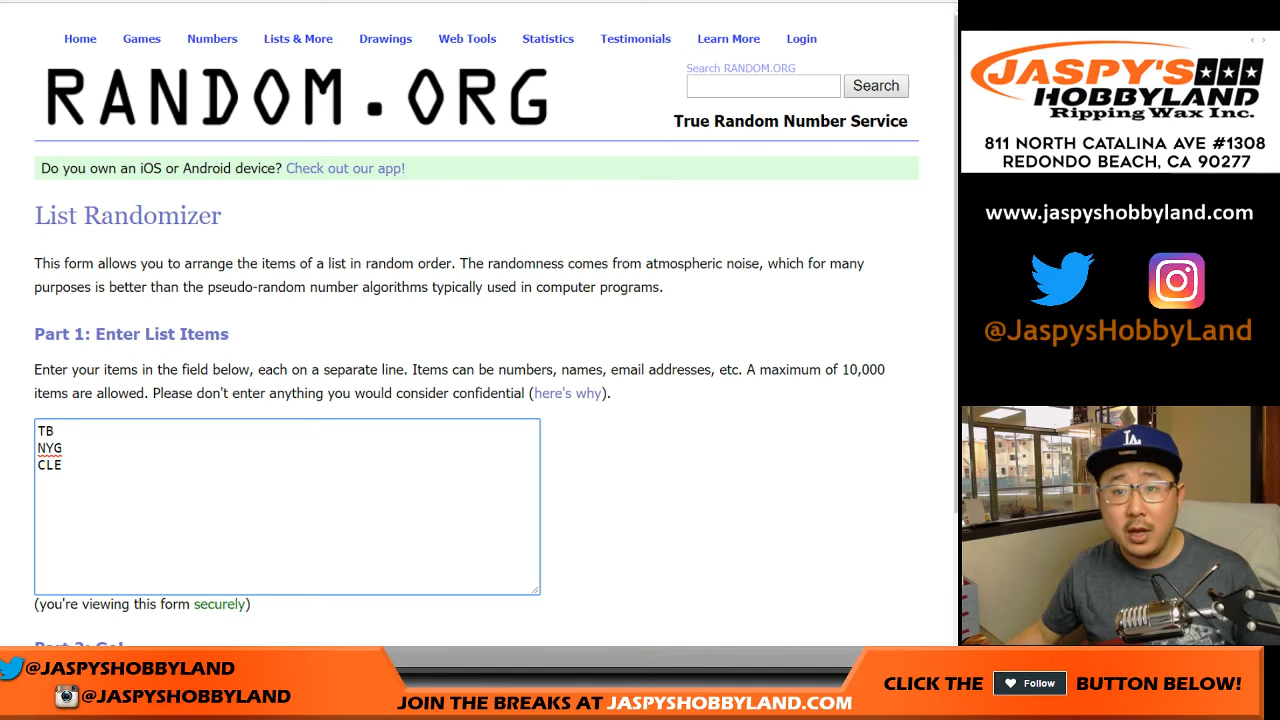 Home Games Numbers Lists & More Drawings Web Tools Statistics Testimonials Learn More Login
RANDOM.ORG
Search RANDOM.ORG
Search
True Random Number Service
Do you own an iOS or Android device? Check out our app!
List Randomizer
This form allows you to arrange the items of a list in random order. The randomness comes from atmospheric noise, which for many
purposes is better than the pseudo-random number algorithms typically used in computer programs.
Part 1: Enter List Items
Enter your items in the field below, each on a separate line. Items can be numbers, names, email addresses, etc. A maximum of 10,000
items are allowed. Please don't enter anything you would consider confidential (here's why).
TB
NYG
CLE
(you're viewing this form securely)
Part 2: Go!
JASPY'S
HOBBYLAND
Ripping Wax Inc.
811 NORTH CATALINA AVE #1308
REDONDO BEACH, CA 90277
www.jaspyshobbyland.com
@JaspysHobbyLand
LA
@JASPYSHOBBYLAND
@JASPYSHOBBYLAND
JOIN THE BREAKS AT JASPYSHOBBYLAND.COM
CLICK THE Follow BUTTON BELOW!